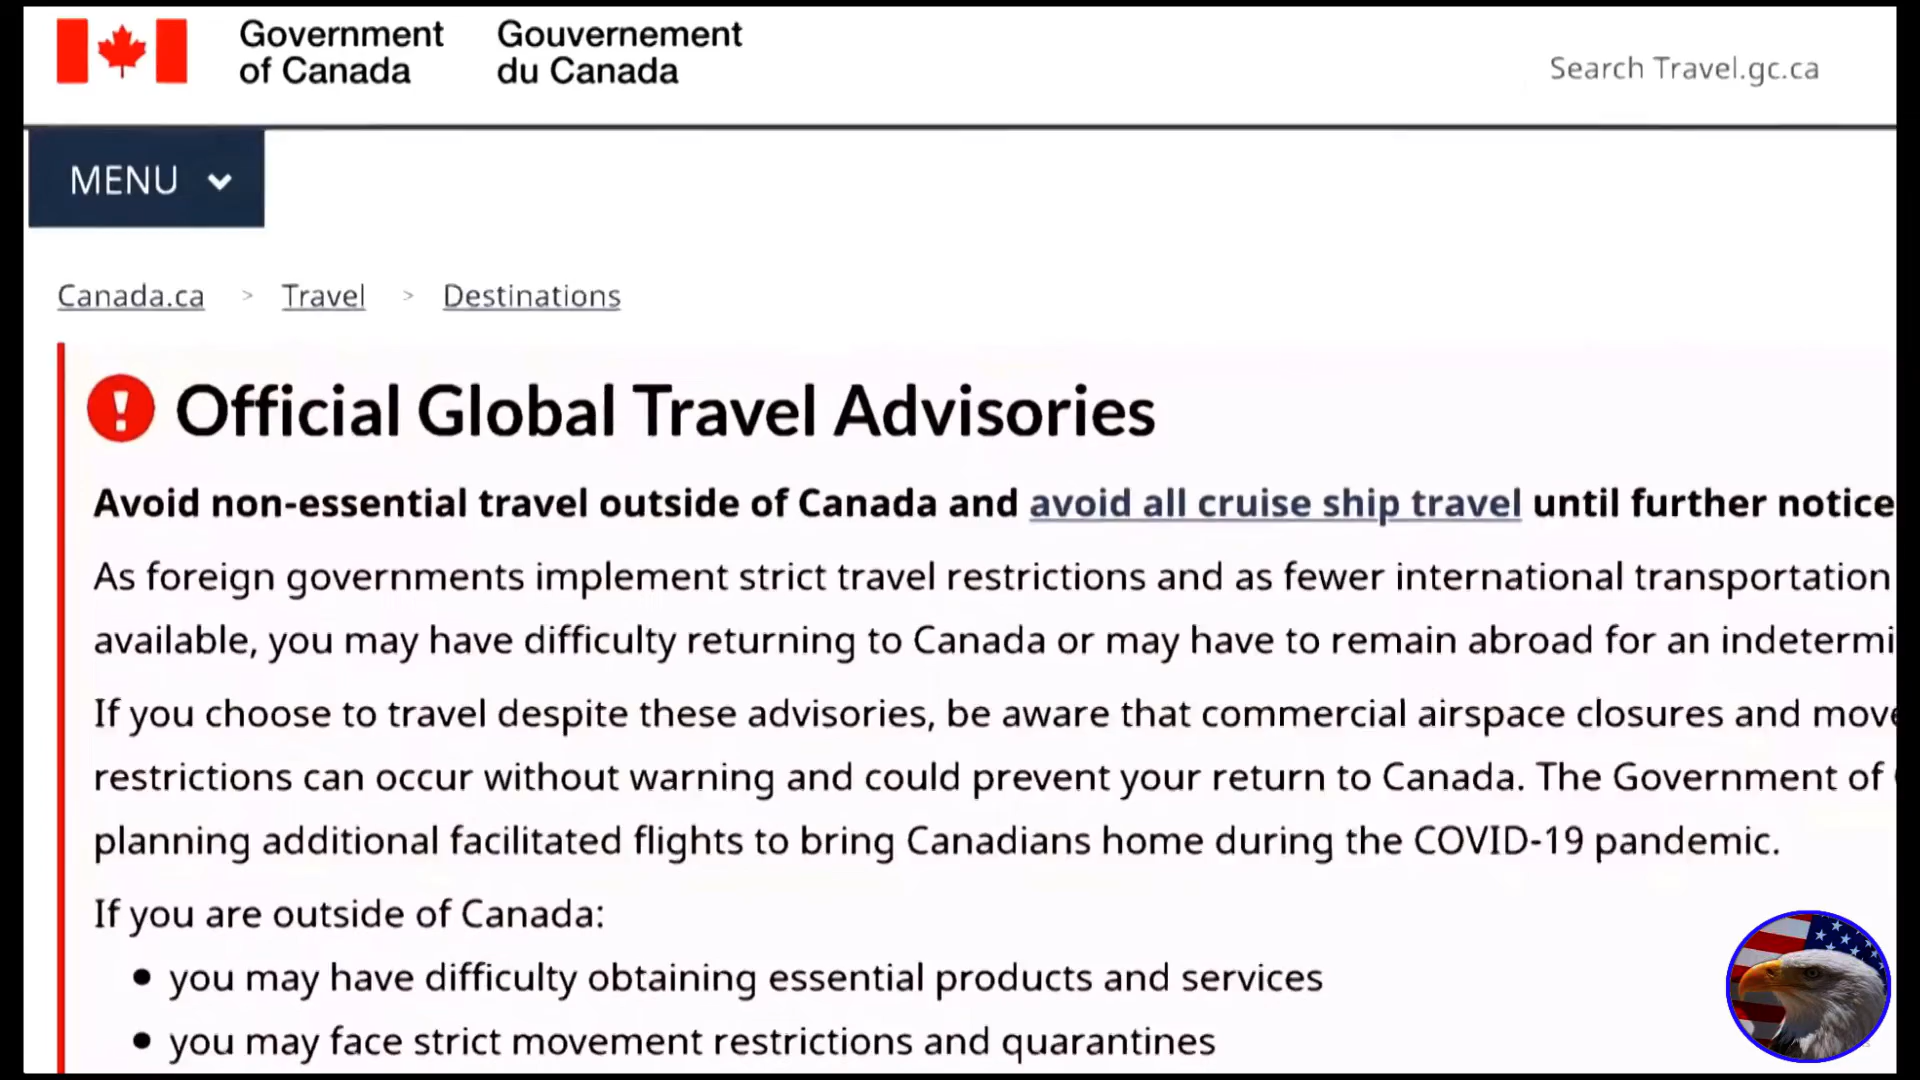 Government of Canada
Gouvernement du Canada
Search Travel.gc.ca
MENU
Canada.ca > Travel > Destinations
Official Global Travel Advisories
Avoid non-essential travel outside of Canada and avoid all cruise ship travel until further notice
As foreign governments implement strict travel restrictions and as fewer international transportation
available, you may have difficulty returning to Canada or may have to remain abroad for an
If you choose to travel despite these advisories, be aware that commercial airspace closures and
restrictions can occur without warning and could prevent your return to Canada. The Government of
planning additional facilitated flights to bring Canadians home during the COVID-19 pandemic.
If you are outside of Canada:
• you may have difficulty obtaining essential products and services
• you may face strict movement restrictions and quarantines